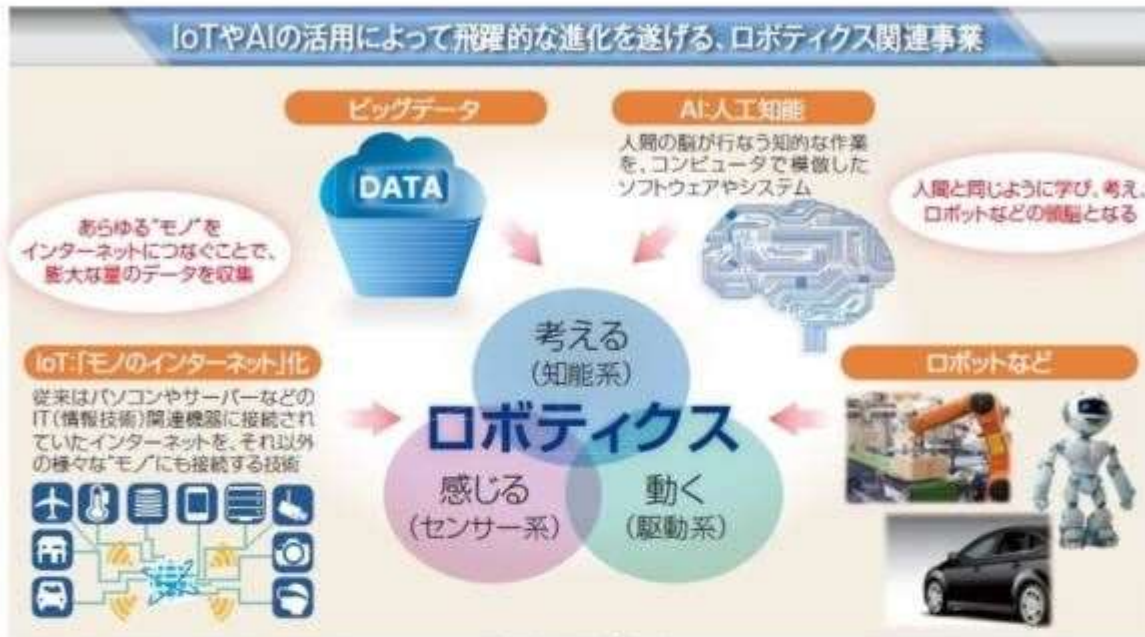 IoTやAIの活用によって飛躍的な進化を遂げる、ロボティクス関連事業
ビッグデータ
DATA
AI:人工知能
人間の脳が行なう知的な作業
を、コンピュータで模倣した
ソフトウェアやシステム
人間と同じように学び、考え、
ロボットなどの頭脳となる
あらゆる"モノ"を
インターネットにつなぐことで、
膨大な量のデータを収集
IoT:「モノのインターネット」化
従来はパソコンやサーバーなどの
IT(情報技術)関連機器に接続され
ていたインターネットを、それ以外
の様々な"モノ"にも接続する技術
考える
(知能系)
ロボティクス
感じる
(センサー系)
動く
(駆動系)
ロボットなど